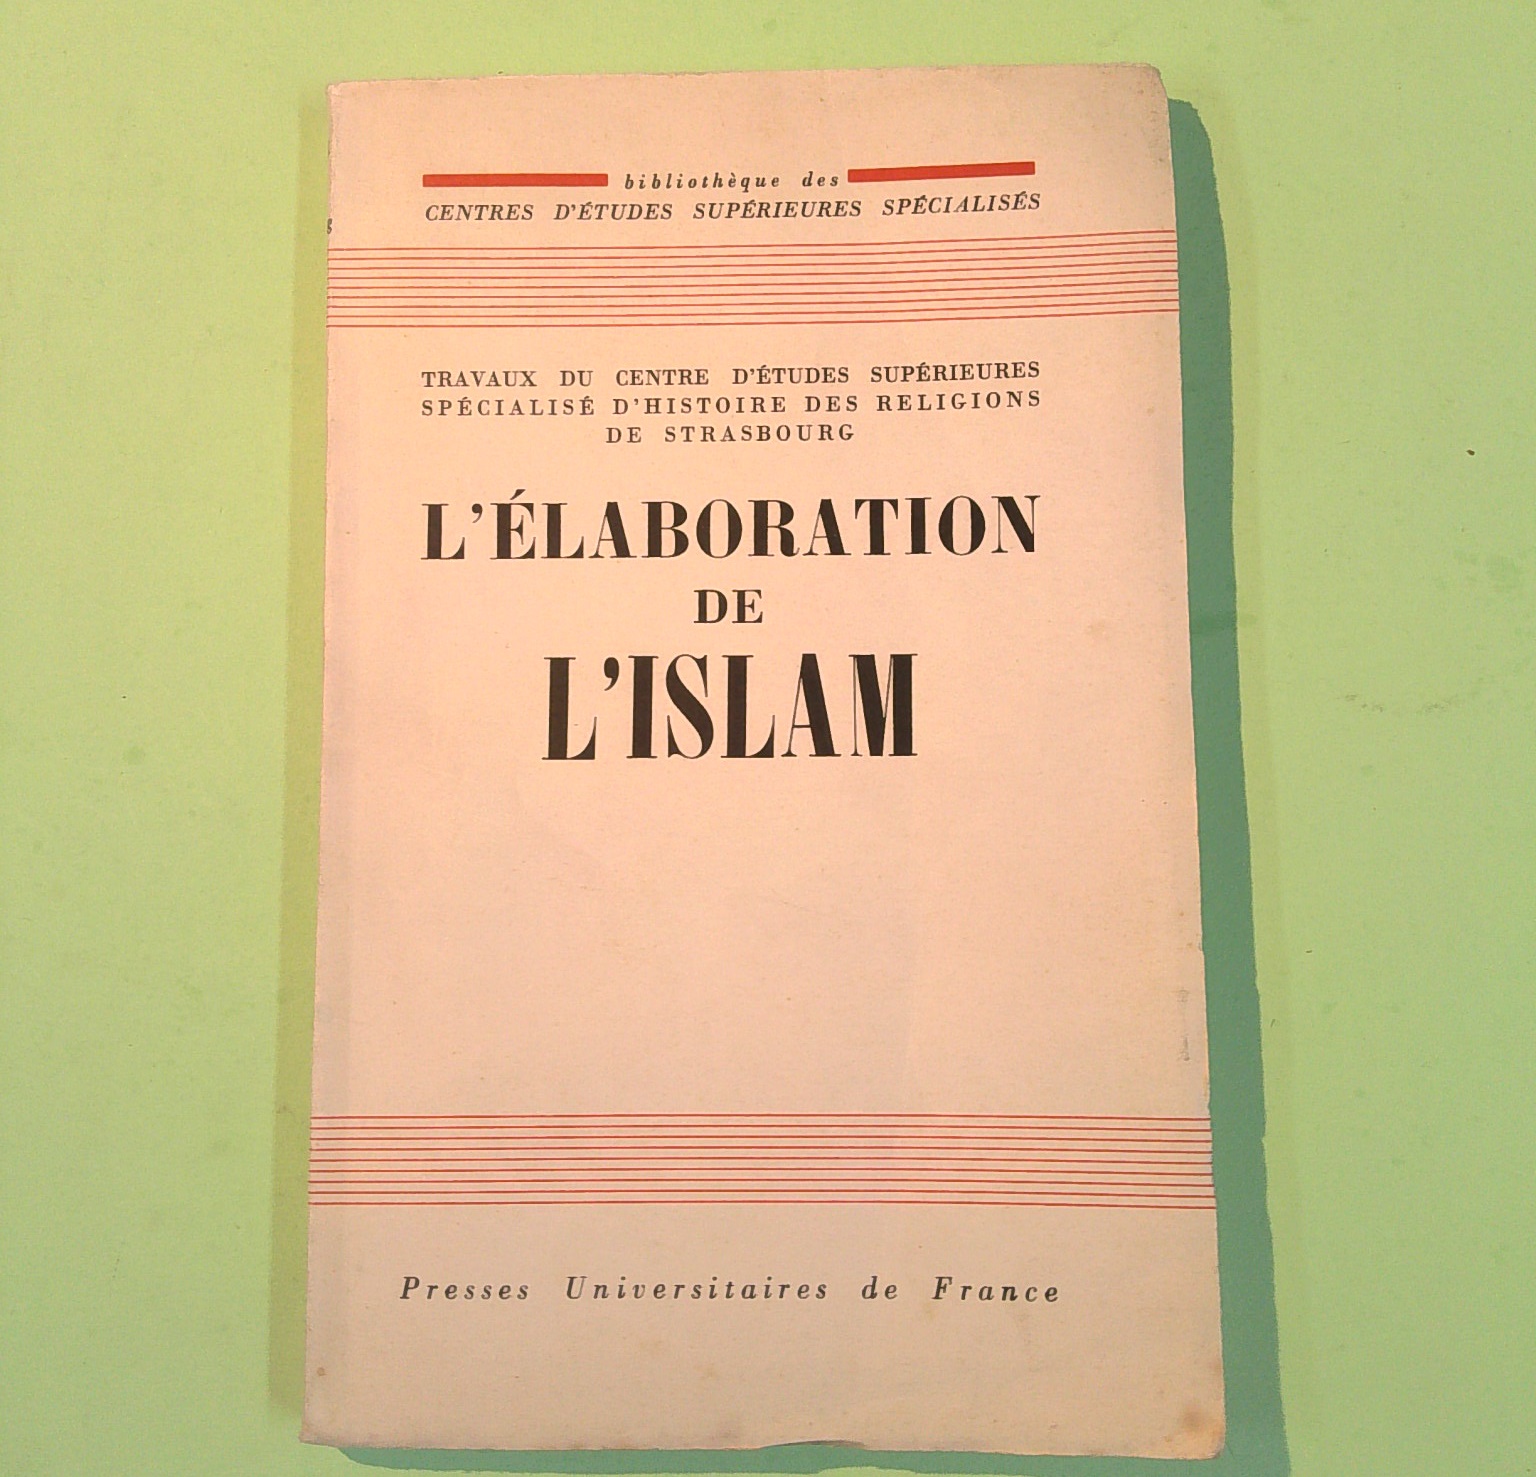 bibliothèque des
CENTRES D'ÉTUDES SUPÉRIEURES SPÉCIALISÉS
TRAVAUX DU CENTRE D'ÉTUDES SUPÉRIEURES
SPÉCIALISÉ D'HISTOIRE DES RELIGIONS
DE STRASBOURG
L'ÉLABORATION
DE
L'ISLAM
Presses Universitaires de France